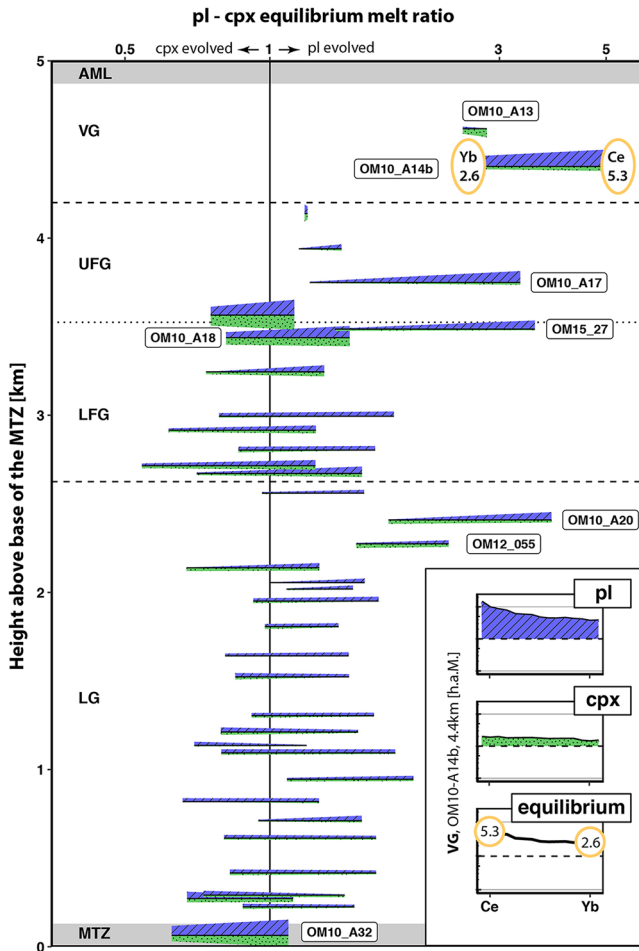 pl - cpx equilibrium melt ratio
cpx evolved ← → pl evolved
0.5 1 3 5
5
AML
OM10_A13
VG
Yb
2.6
Ce
5.3
OM10_A14b
4
UFG
OM10_A17
OM15_27
OM10_A18
3
LFG
OM10_A20
OM12_055
2
LG
1
MTZ
OM10_A32
0
Height above base of the MTZ [km]
pl
cpx
equilibrium
5.3
2.6
Ce Yb
VG, OM10-A14b, 4.4km [h.a.M.]